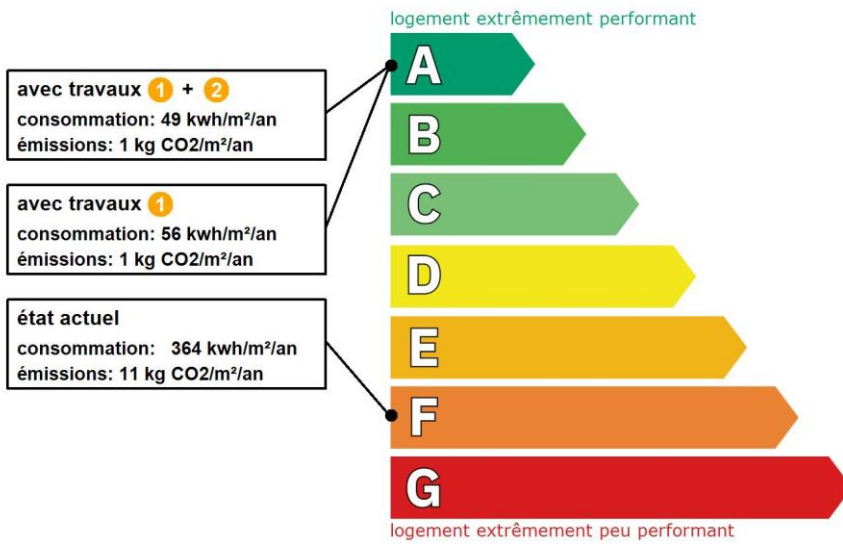 logement extrêmement performant
avec travaux 1 + 2
consommation: 49 kwh/m²/an
émissions: 1 kg CO2/m²/an
avec travaux 1
consommation: 56 kwh/m²/an
émissions: 1 kg CO2/m²/an
état actuel
consommation: 364 kwh/m²/an
émissions: 11 kg CO2/m²/an
A
B
C
D
E
F
G
logement extrêmement peu performant